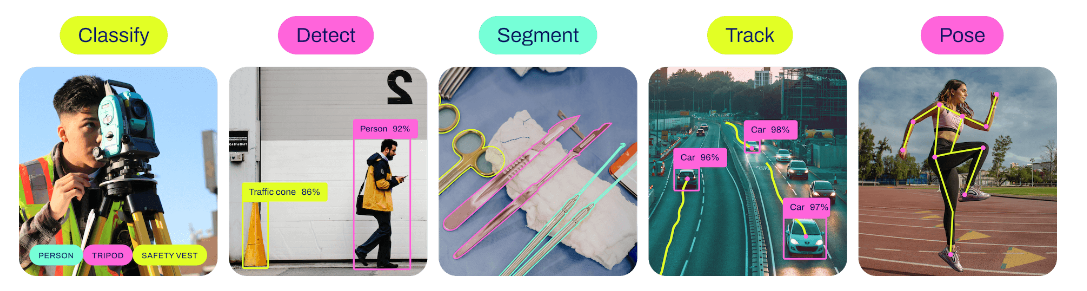 Classify
Detect
Segment
Track
Pose
PERSON
TRIPOD
SAFETY VEST
2
Person 92%
Traffic cone 86%
Car 98%
Car 96%
Car 97%